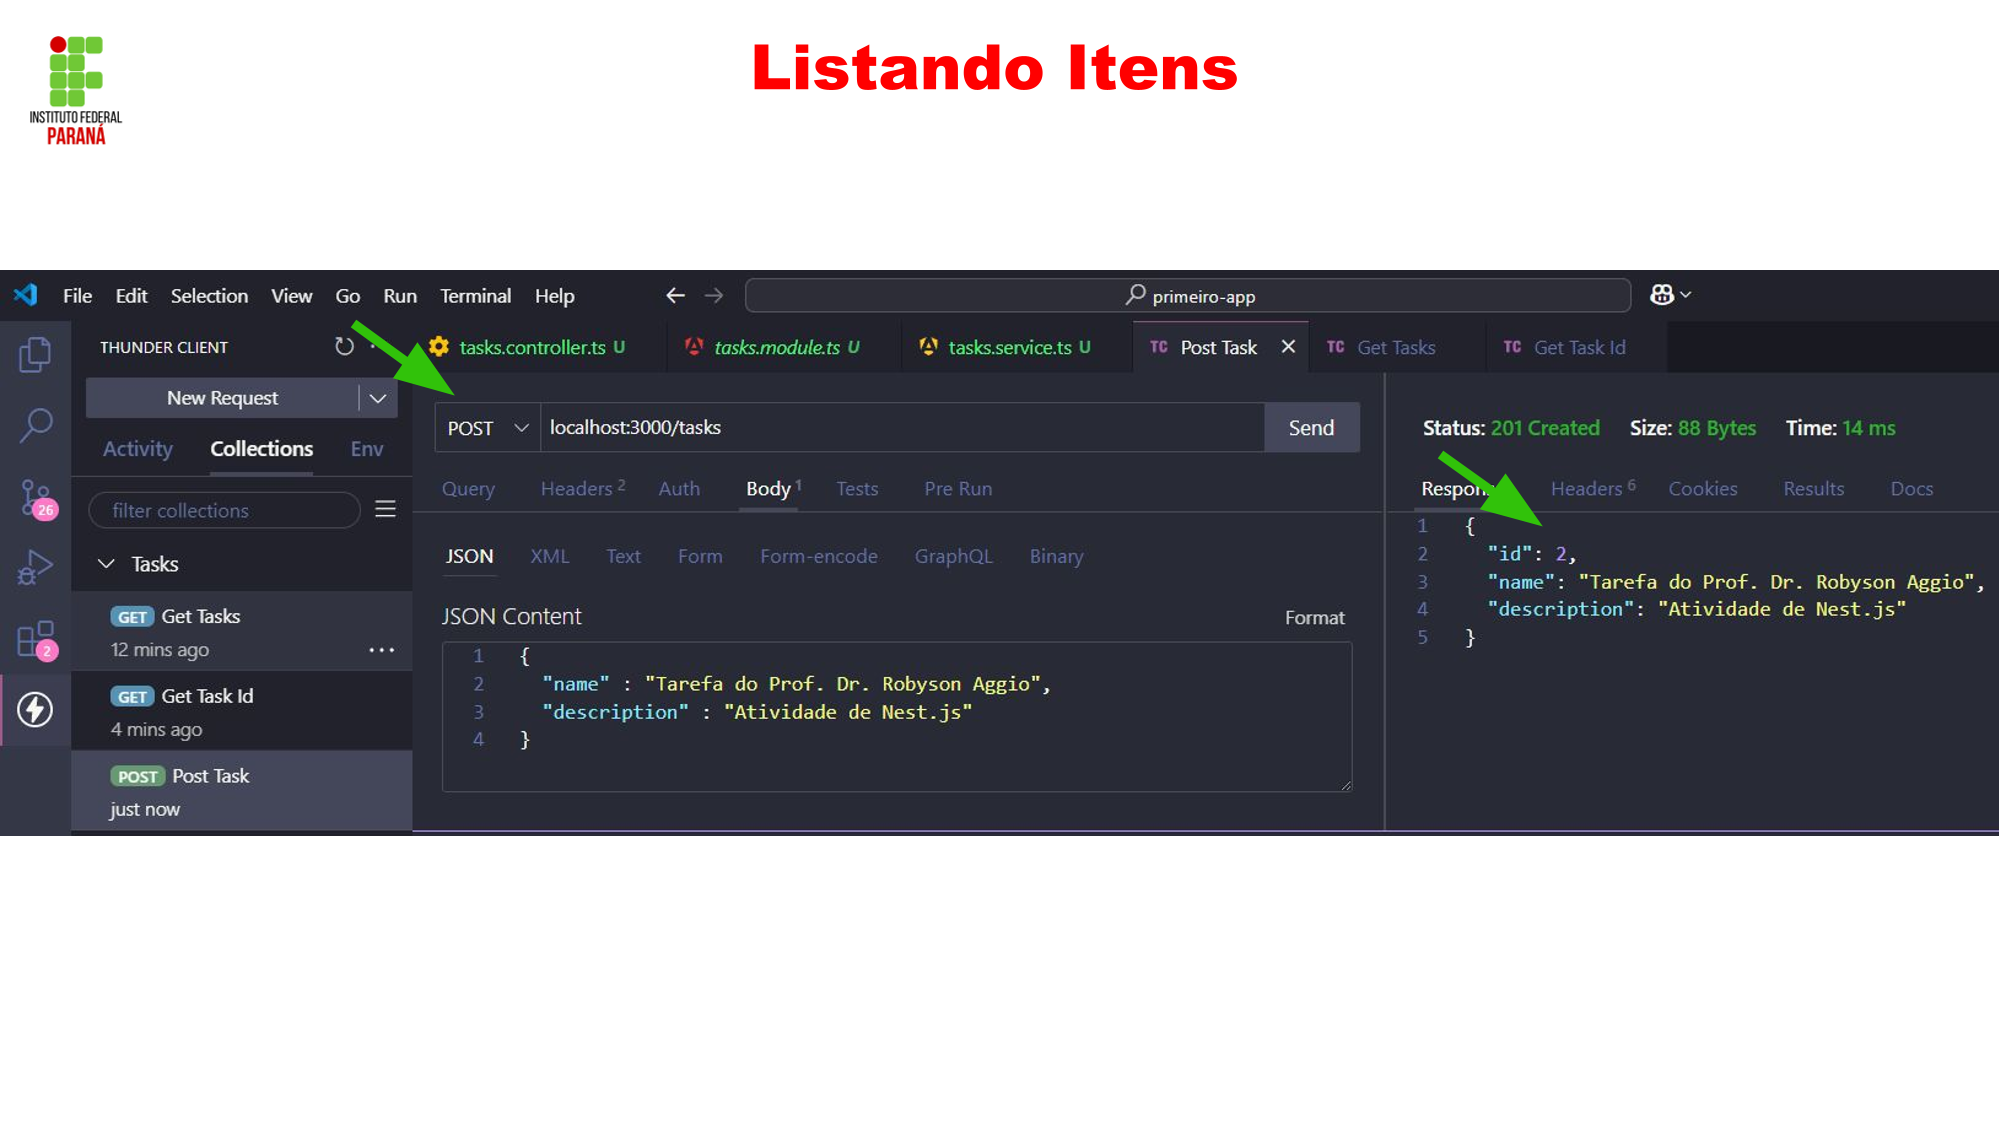 Listando Itens
INSTITUTO FEDERAL
PARANÁ
File Edit Selection View Go Run Terminal Help
primeiro-app
THUNDER CLIENT
tasks.controller.ts U
tasks.module.ts U
tasks.service.ts U
TC Post Task
TC Get Tasks
TC Get Task Id
New Request
Activity Collections Env
filter collections
Tasks
GET Get Tasks
12 mins ago
GET Get Task Id
4 mins ago
POST Post Task
just now
26
2
POST localhost:3000/tasks Send
Query Headers 2 Auth Body 1 Tests Pre Run
JSON XML Text Form Form-encode GraphQL Binary
JSON Content Format
1 {
2 "name" : "Tarefa do Prof. Dr. Robyson Aggio",
3 "description" : "Atividade de Nest.js"
4 }
Status: 201 Created Size: 88 Bytes Time: 14 ms
Headers 6 Cookies Results Docs
1 {
2 "id": 2,
3 "name": "Tarefa do Prof. Dr. Robyson Aggio",
4 "description": "Atividade de Nest.js"
5 }